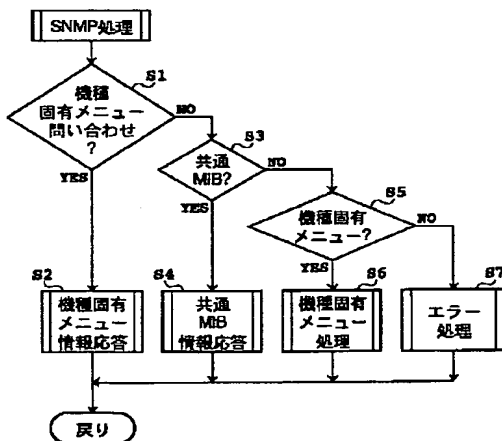 SNMP処理
S1
機種
固有メニュー
問い合わせ
?
NO
YES
S3
共通
MIB?
NO
YES
S5
機種固有
メニュー?
NO
YES
S2
機種固有
メニュー
情報応答
S4
共通
MIB
情報応答
S6
機種固有
メニュー
処理
S7
エラー
処理
戻り